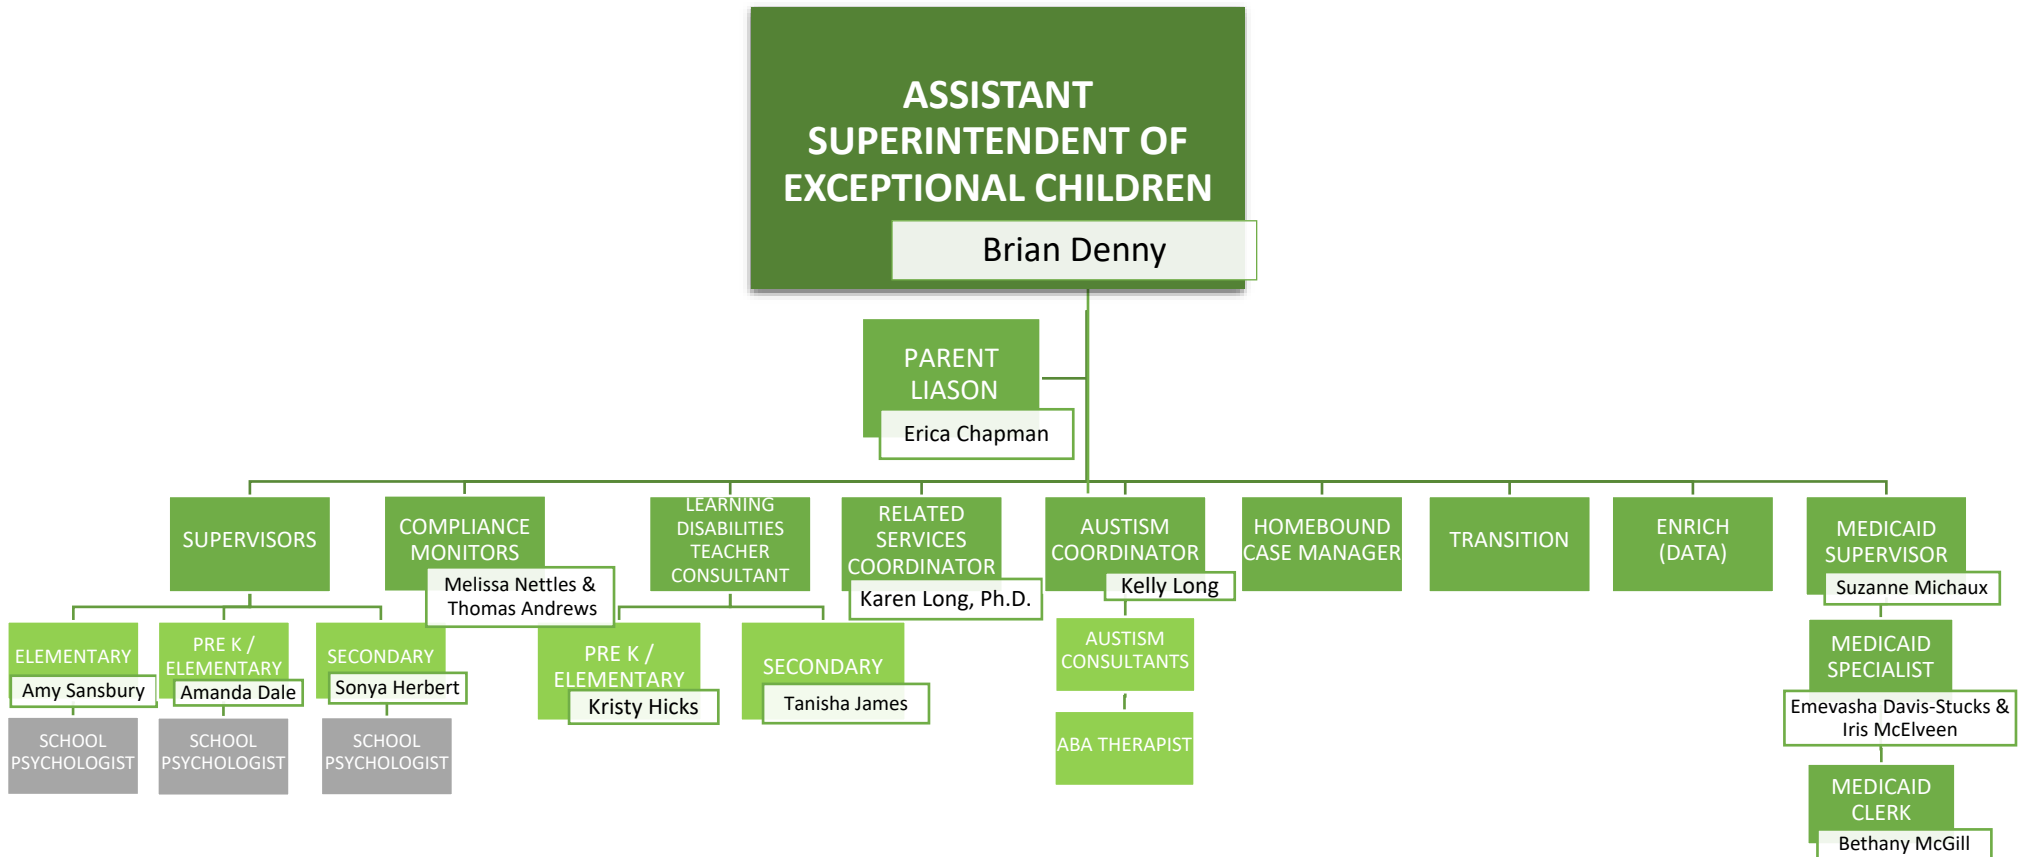 ASSISTANT
SUPERINTENDENT OF
EXCEPTIONAL CHILDREN
Brian Denny
PARENT
LIASON
Erica Chapman
SUPERVISORS
COMPLIANCE
MONITORS
Melissa Nettles &
Thomas Andrews
LEARNING
DISABILITIES
TEACHER
CONSULTANT
RELATED
SERVICES
COORDINATOR
Karen Long, Ph.D.
AUSTISM
COORDINATOR
Kelly Long
HOMEBOUND
CASE MANAGER
TRANSITION
ENRICH
(DATA)
MEDICAID
SUPERVISOR
Suzanne Michaux
ELEMENTARY
Amy Sansbury
PRE K /
ELEMENTARY
Amanda Dale
SECONDARY
Sonya Herbert
PRE K /
ELEMENTARY
Kristy Hicks
SECONDARY
Tanisha James
AUSTISM
CONSULTANTS
MEDICAID
SPECIALIST
Emevasha Davis-Stucks &
Iris McElveen
SCHOOL
PSYCHOLOGIST
SCHOOL
PSYCHOLOGIST
SCHOOL
PSYCHOLOGIST
ABA THERAPIST
MEDICAID
CLERK
Bethany McGill